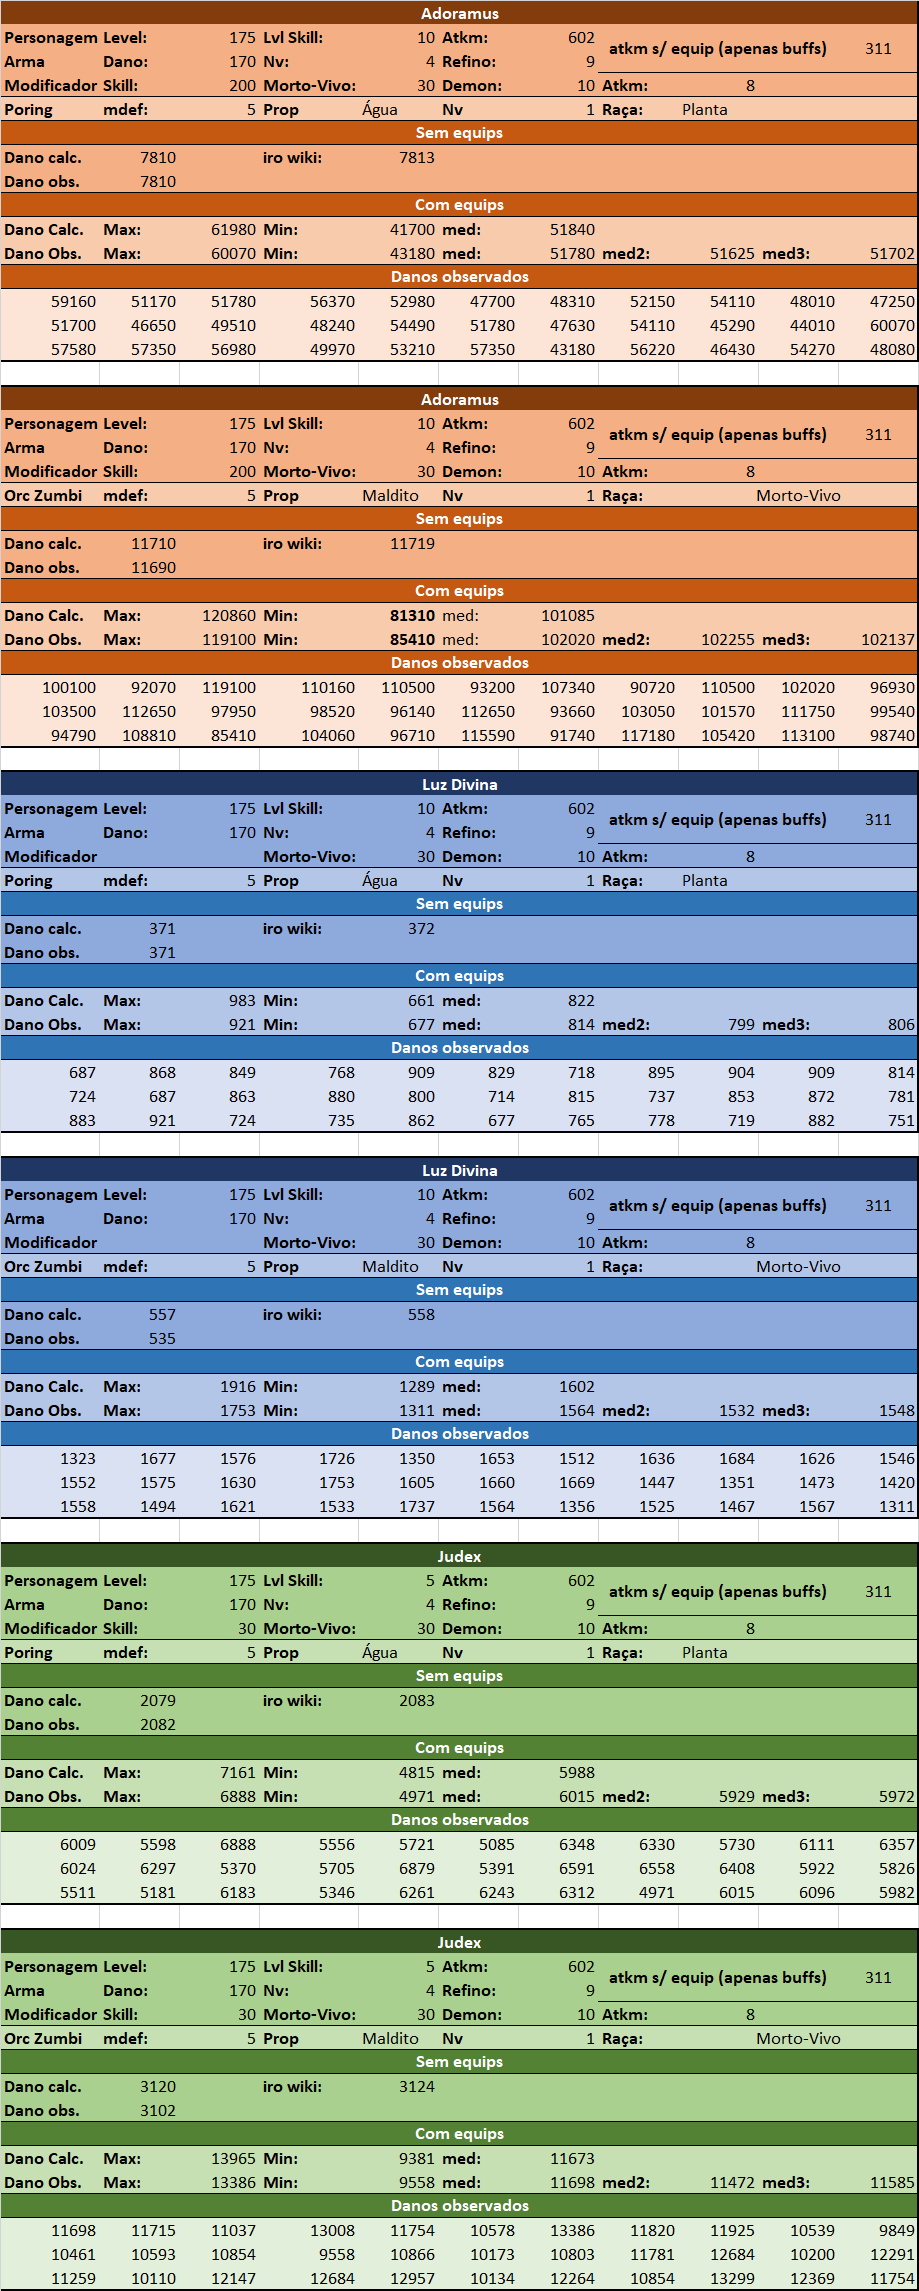 Adoramus
Personagem Level: 175 Lvl Skill: 10 Atkm: 602 atkm s/ equip (apenas buffs) 311
Arma Dano: 170 Nv: 4 Refino: 9
Modificador Skill: 200 Morto-Vivo: 30 Demon: 10 Atkm: 8
Poring mdef: 5 Prop Água Nv 1 Raça: Planta
Sem equips
Dano calc. 7810 iro wiki: 7813
Dano obs. 7810
Com equips
Dano Calc. Max: 61980 Min: 41700 med: 51840
Dano Obs. Max: 60070 Min: 43180 med: 51780 med2: 51625 med3: 51702
Danos observados
59160 51170 51780 56370 52980 47700 48310 52150 54110 48010 47250
51700 46650 49510 48240 54490 51780 47630 54110 45290 44010 60070
57580 57350 56980 49970 53210 57350 43180 56220 46430 54270 48080
Adoramus
Personagem Level: 175 Lvl Skill: 10 Atkm: 602 atkm s/ equip (apenas buffs) 311
Arma Dano: 170 Nv: 4 Refino: 9
Modificador Skill: 200 Morto-Vivo: 30 Demon: 10 Atkm: 8
Orc Zumbi mdef: 5 Prop Maldito Nv 1 Raça: Morto-Vivo
Sem equips
Dano calc. 11710 iro wiki: 11719
Dano obs. 11690
Com equips
Dano Calc. Max: 120860 Min: 81310 med: 101085
Dano Obs. Max: 119100 Min: 85410 med: 102020 med2: 102255 med3: 102137
Danos observados
100100 92070 119100 110160 110500 93200 107340 90720 110500 102020 96930
103500 112650 97950 98520 96140 112650 93660 103050 101570 111750 99540
94790 108810 85410 104060 96710 115590 91740 117180 105420 113100 98740
Luz Divina
Personagem Level: 175 Lvl Skill: 10 Atkm: 602 atkm s/ equip (apenas buffs) 311
Arma Dano: 170 Nv: 4 Refino: 9
Modificador Morto-Vivo: 30 Demon: 10 Atkm: 8
Poring mdef: 5 Prop Água Nv 1 Raça: Planta
Sem equips
Dano calc. 371 iro wiki: 372
Dano obs. 371
Com equips
Dano Calc. Max: 983 Min: 661 med: 822
Dano Obs. Max: 921 Min: 677 med: 814 med2: 799 med3: 806
Danos observados
687 868 849 768 909 829 718 895 904 909 814
724 687 863 880 800 714 815 737 853 872 781
883 921 724 735 862 677 765 778 719 882 751
Luz Divina
Personagem Level: 175 Lvl Skill: 10 Atkm: 602 atkm s/ equip (apenas buffs) 311
Arma Dano: 170 Nv: 4 Refino: 9
Modificador Morto-Vivo: 30 Demon: 10 Atkm: 8
Orc Zumbi mdef: 5 Prop Maldito Nv 1 Raça: Morto-Vivo
Sem equips
Dano calc. 557 iro wiki: 558
Dano obs. 535
Com equips
Dano Calc. Max: 1916 Min: 1289 med: 1602
Dano Obs. Max: 1753 Min: 1311 med: 1564 med2: 1532 med3: 1548
Danos observados
1323 1677 1576 1726 1350 1653 1512 1636 1684 1626 1546
1552 1575 1630 1753 1605 1660 1669 1447 1351 1473 1420
1558 1494 1621 1533 1737 1564 1356 1525 1467 1567 1311
Judex
Personagem Level: 175 Lvl Skill: 5 Atkm: 602 atkm s/ equip (apenas buffs) 311
Arma Dano: 170 Nv: 4 Refino: 9
Modificador Skill: 30 Morto-Vivo: 30 Demon: 10 Atkm: 8
Poring mdef: 5 Prop Água Nv 1 Raça: Planta
Sem equips
Dano calc. 2079 iro wiki: 2083
Dano obs. 2082
Com equips
Dano Calc. Max: 7161 Min: 4815 med: 5988
Dano Obs. Max: 6888 Min: 4971 med: 6015 med2: 5929 med3: 5972
Danos observados
6009 5598 6888 5556 5721 5085 6348 6330 5730 6111 6357
6024 6297 5370 5705 6879 5391 6591 6558 6408 5922 5826
5511 5181 6183 5346 6261 6243 6312 4971 6015 6096 5982
Judex
Personagem Level: 175 Lvl Skill: 5 Atkm: 602 atkm s/ equip (apenas buffs) 311
Arma Dano: 170 Nv: 4 Refino: 9
Modificador Skill: 30 Morto-Vivo: 30 Demon: 10 Atkm: 8
Orc Zumbi mdef: 5 Prop Maldito Nv 1 Raça: Morto-Vivo
Sem equips
Dano calc. 3120 iro wiki: 3124
Dano obs. 3102
Com equips
Dano Calc. Max: 13965 Min: 9381 med: 11673
Dano Obs. Max: 13386 Min: 9558 med: 11698 med2: 11472 med3: 11585
Danos observados
11698 11715 11037 13008 11754 10578 13386 11820 11925 10539 9849
10461 10593 10854 9558 10866 10173 10803 11781 12684 10200 12291
11259 10110 12147 12684 12957 10134 12264 10854 13299 12369 11754